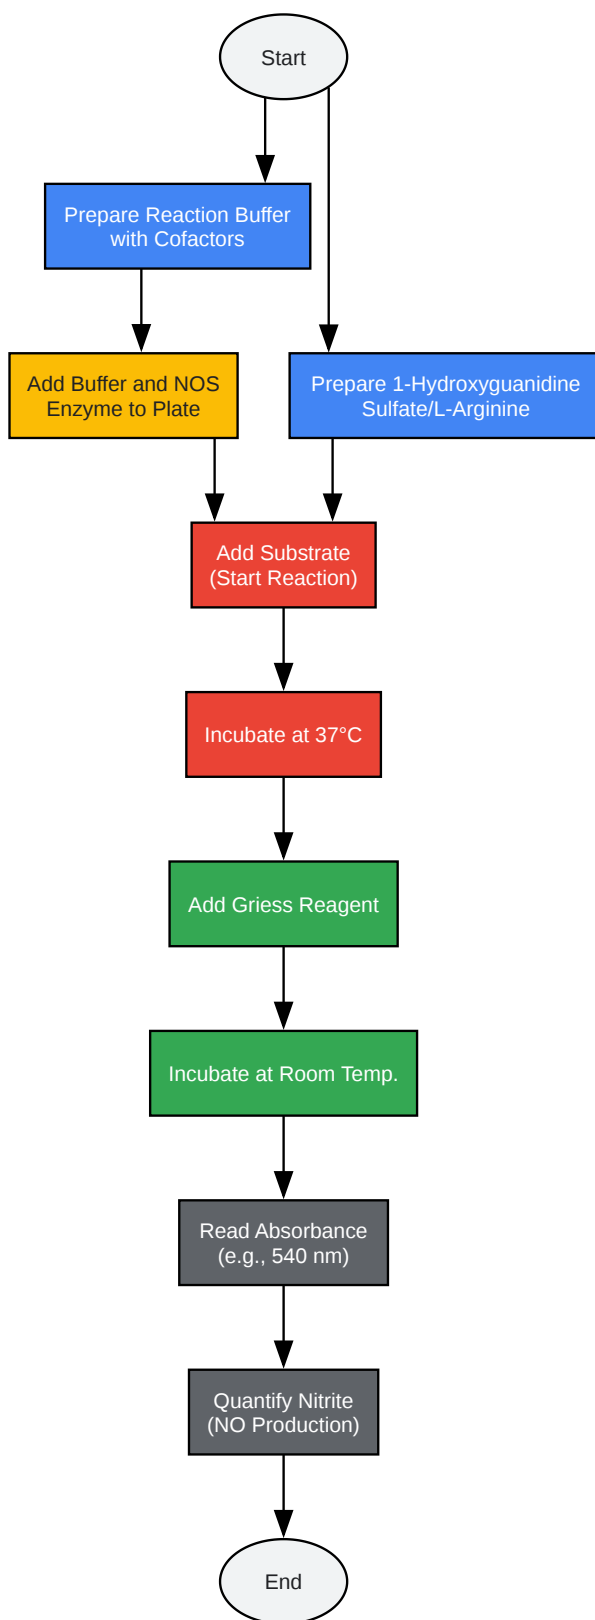 Start
Prepare Reaction Buffer
with Cofactors
Add Buffer and NOS
Enzyme to Plate
Prepare 1-Hydroxyguanidine
Sulfate/L-Arginine
Add Substrate
(Start Reaction)
Incubate at 37°C
Add Griess Reagent
Incubate at Room Temp.
Read Absorbance
(e.g., 540 nm)
Quantify Nitrite
(NO Production)
End